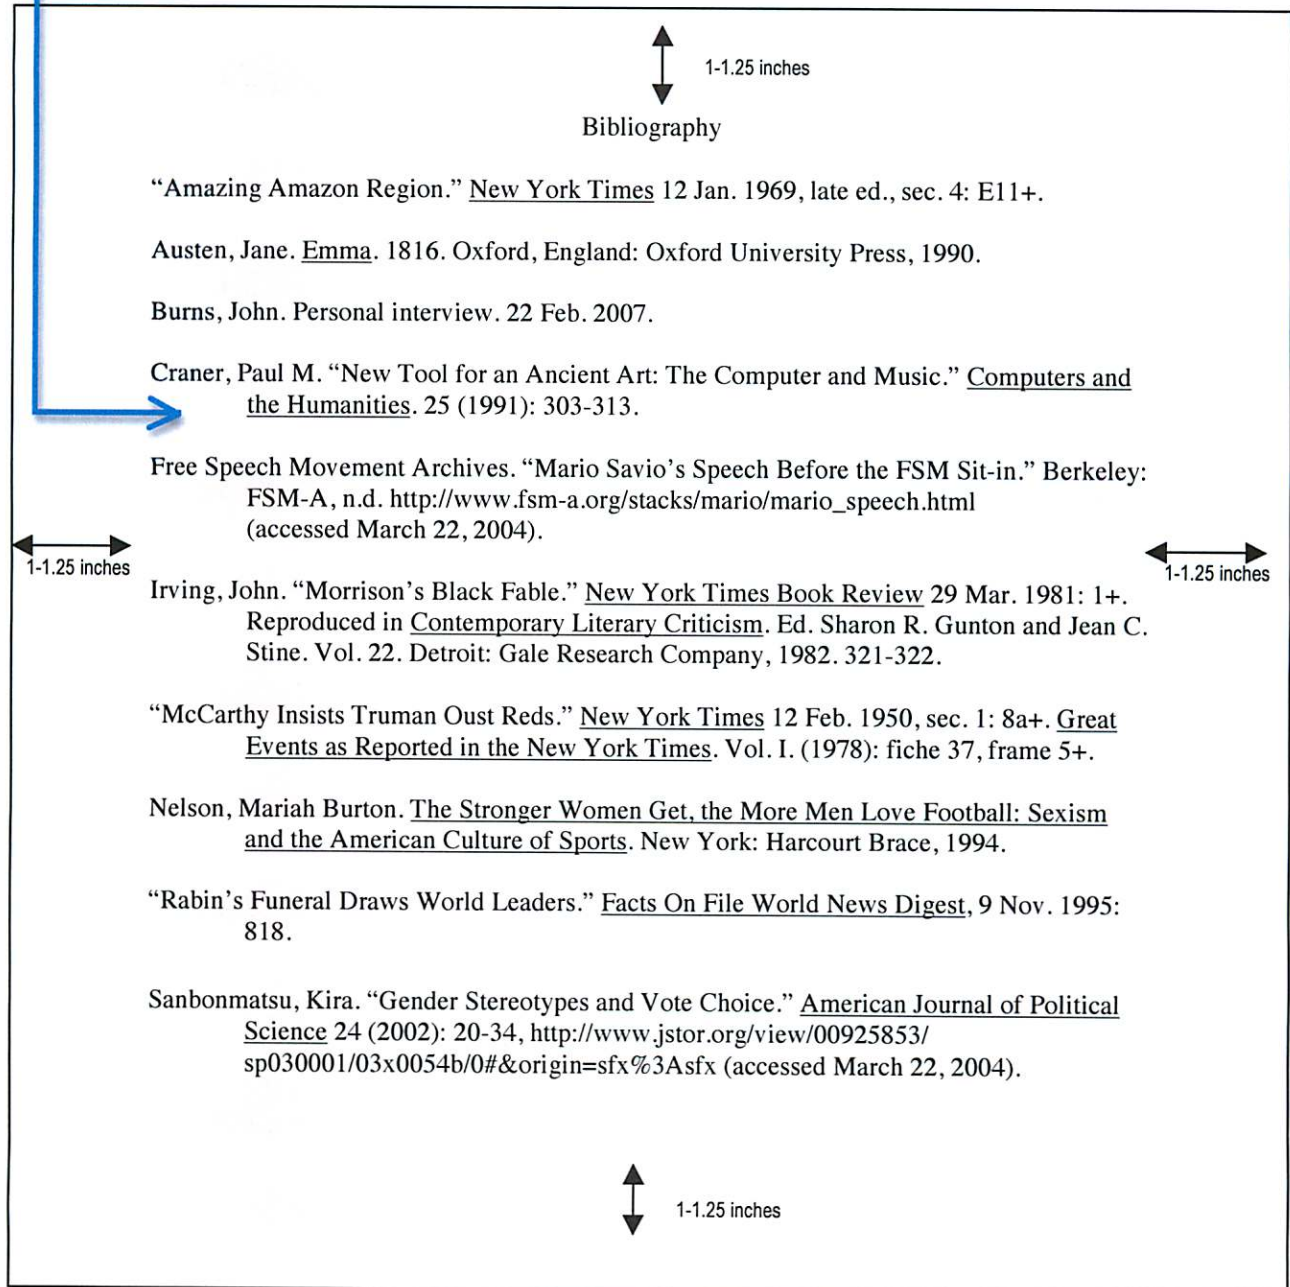 1-1.25 inches
Bibliography
“Amazing Amazon Region.” New York Times 12 Jan. 1969, late ed., sec. 4: E11+.
Austen, Jane. Emma. 1816. Oxford, England: Oxford University Press, 1990.
Burns, John. Personal interview. 22 Feb. 2007.
Craner, Paul M. “New Tool for an Ancient Art: The Computer and Music.” Computers and
the Humanities. 25 (1991): 303-313.
Free Speech Movement Archives. “Mario Savio’s Speech Before the FSM Sit-in.” Berkeley:
FSM-A, n.d. http://www.fsm-a.org/stacks/mario/mario_speech.html
(accessed March 22, 2004).
1-1.25 inches
1-1.25 inches
Irving, John. “Morrison’s Black Fable.” New York Times Book Review 29 Mar. 1981: 1+.
Reproduced in Contemporary Literary Criticism. Ed. Sharon R. Gunton and Jean C.
Stine. Vol. 22. Detroit: Gale Research Company, 1982. 321-322.
“McCarthy Insists Truman Oust Reds.” New York Times 12 Feb. 1950, sec. 1: 8a+. Great
Events as Reported in the New York Times. Vol. I. (1978): fiche 37, frame 5+.
Nelson, Mariah Burton. The Stronger Women Get, the More Men Love Football: Sexism
and the American Culture of Sports. New York: Harcourt Brace, 1994.
“Rabin’s Funeral Draws World Leaders.” Facts On File World News Digest, 9 Nov. 1995:
818.
Sanbonmatsu, Kira. “Gender Stereotypes and Vote Choice.” American Journal of Political
Science 24 (2002): 20-34, http://www.jstor.org/view/00925853/
sp030001/03x0054b/0#&origin=sfx%3Asfx (accessed March 22, 2004).
1-1.25 inches